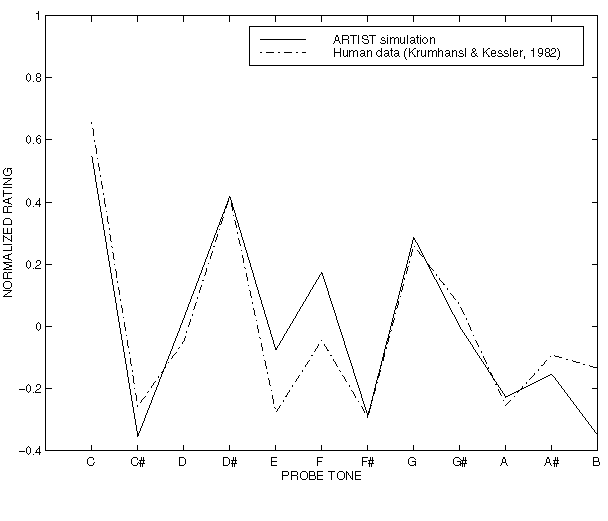 1
ARTIST simulation
Human data (Krumhansl & Kessler, 1982)
0.8
0.6
0.4
0.2
0
−0.2
−0.4
NORMALIZED RATING
C C# D D# E F F# G G# A A# B
PROBE TONE